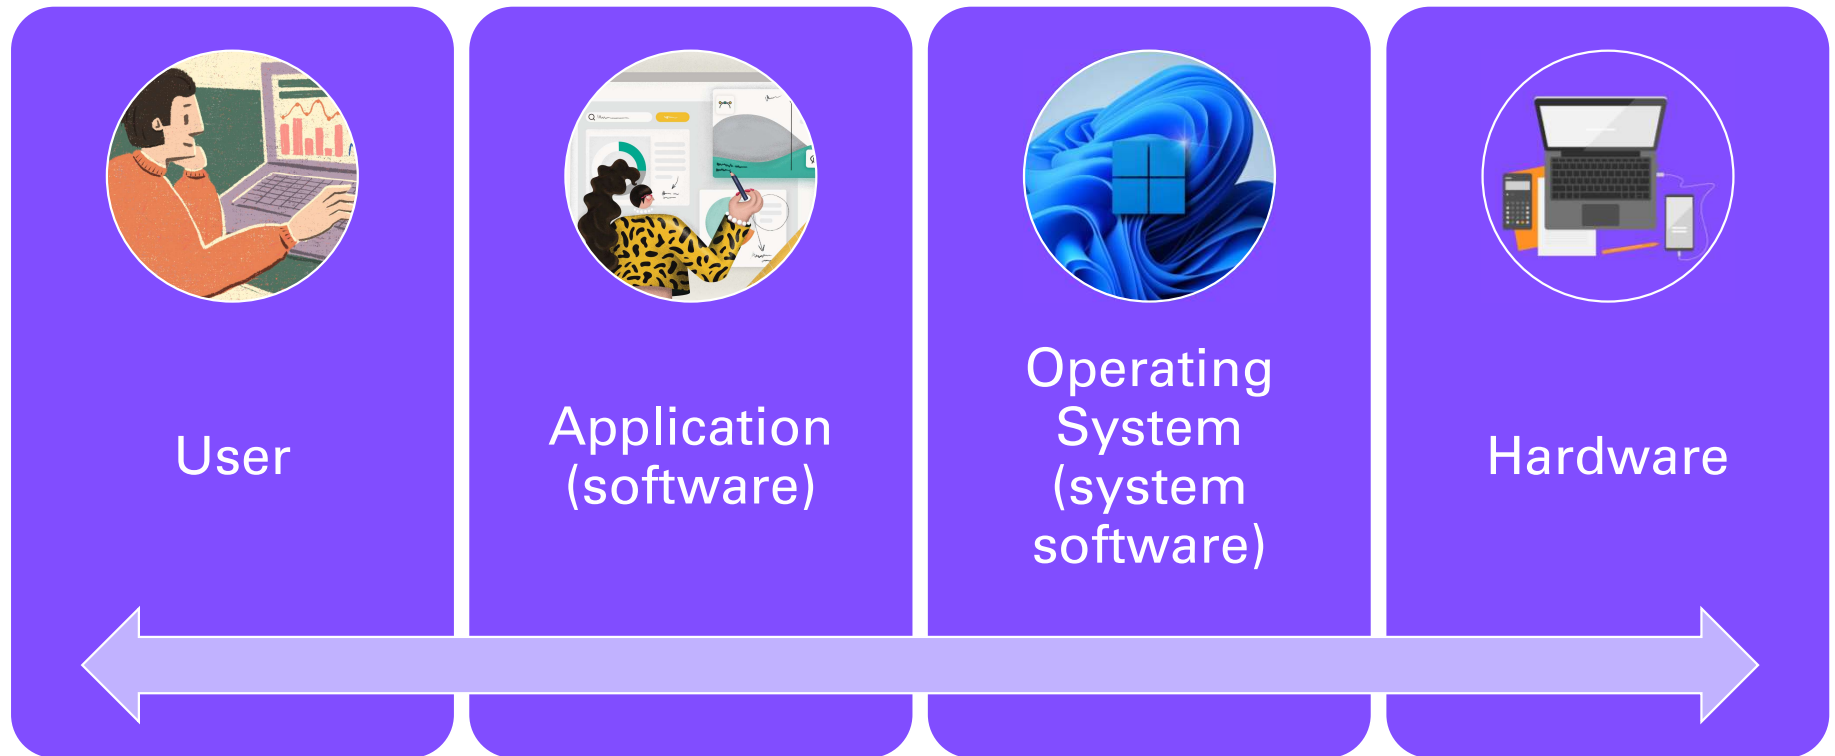 User
Application
(software)
Operating
System
(system
software)
Hardware